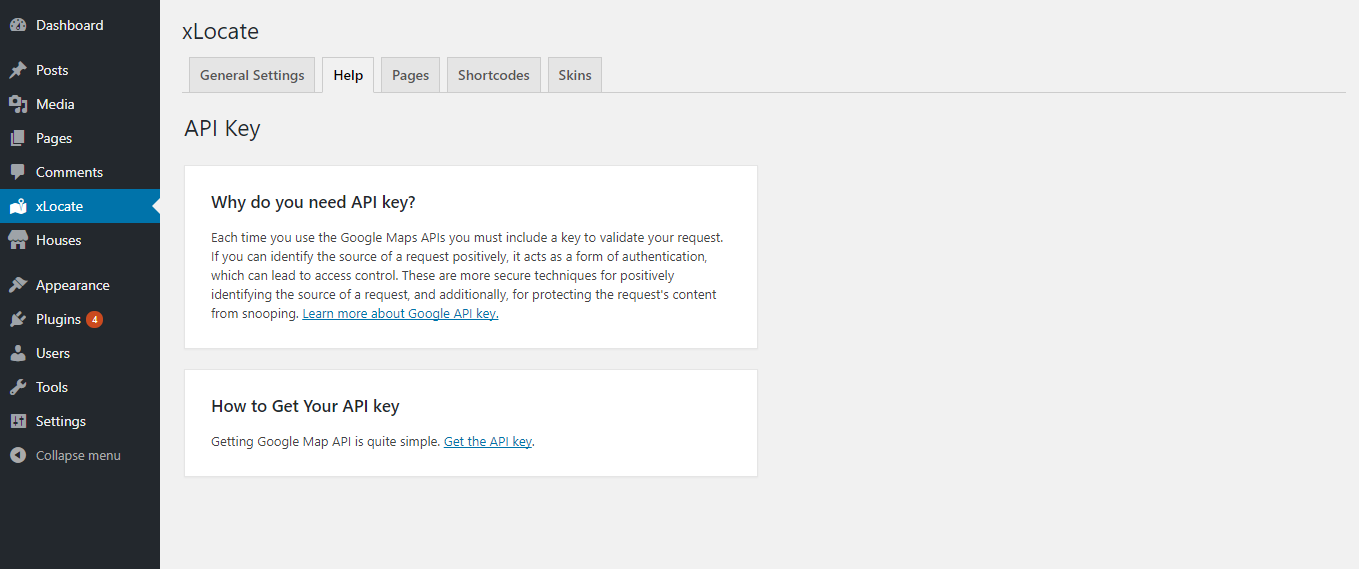 Dashboard
Posts
Media
Pages
Comments
xLocate
Houses
Appearance
Plugins 4
Users
Tools
Settings
Collapse menu
xLocate
General Settings Help Pages Shortcodes Skins
API Key
Why do you need API key?
Each time you use the Google Maps APIs you must include a key to validate your request.
If you can identify the source of a request positively, it acts as a form of authentication,
which can lead to access control. These are more secure techniques for positively
identifying the source of a request, and additionally, for protecting the request's content
from snooping. Learn more about Google API key.
How to Get Your API key
Getting Google Map API is quite simple. Get the API key.